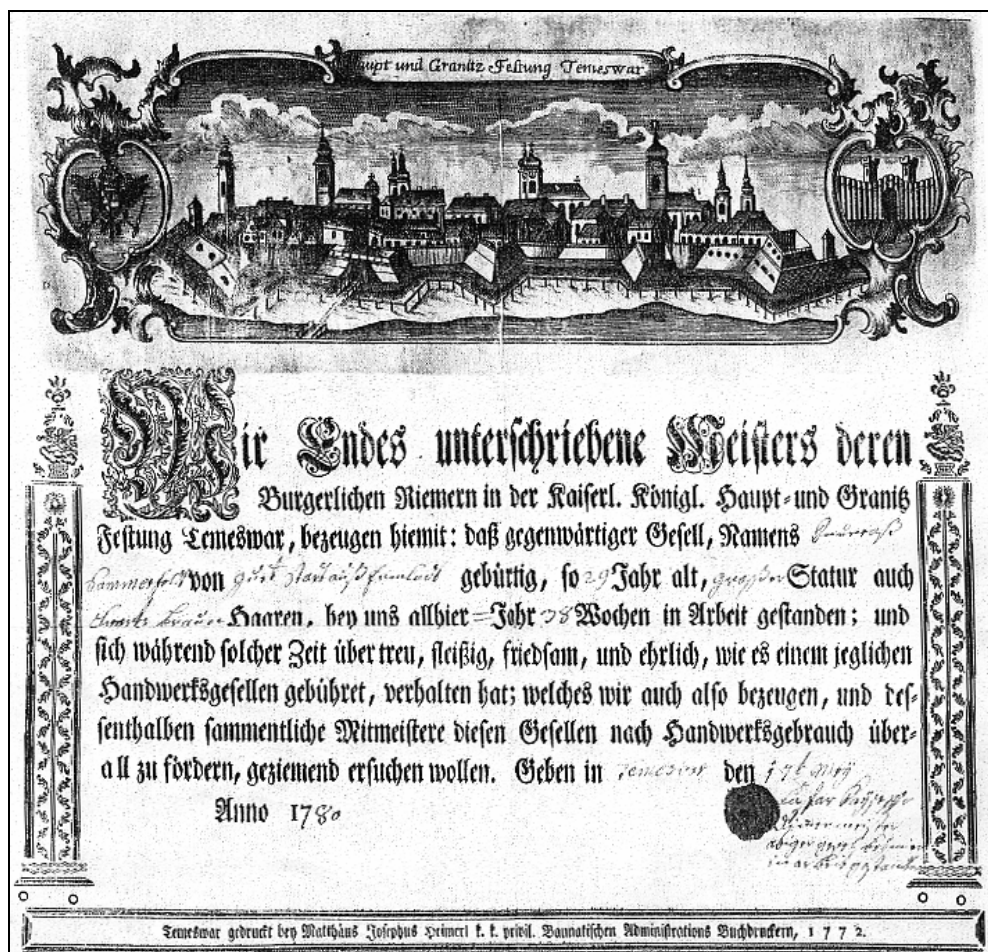 Haupt und Granitz Festung Temeswar
Wir Endes unterschriebene Meisters deren
Burgerlichen Riemern in der Kaiserl. Königl. Haupt- und Granitz
Festung Temeswar, bezeugen hiemit: daß gegenwärtiger Gesell, Namens
von gebürtig, so 29 Jahr alt, großer Statur auch
Haaren, bey uns allhier = Jahr 38 Wochen in Arbeit gestanden; und
sich während solcher Zeit über treu, fleißig, friedsam, und ehrlich, wie es einem jeglichen
Handwerksgesellen gebühret, verhalten hat; welches wir auch also bezeugen, und des-
senthalben sammentliche Mitmeistere diesen Gesellen nach Handwerksgebrauch über-
all zu fördern, geziemend ersuchen wollen. Geben in Temeswar den
Anno 1780
Temeswar gedruckt bey Matthäus Josephus Heimerl k. k. privil. Bannatischen Administrations Buchdruckern, 1772.